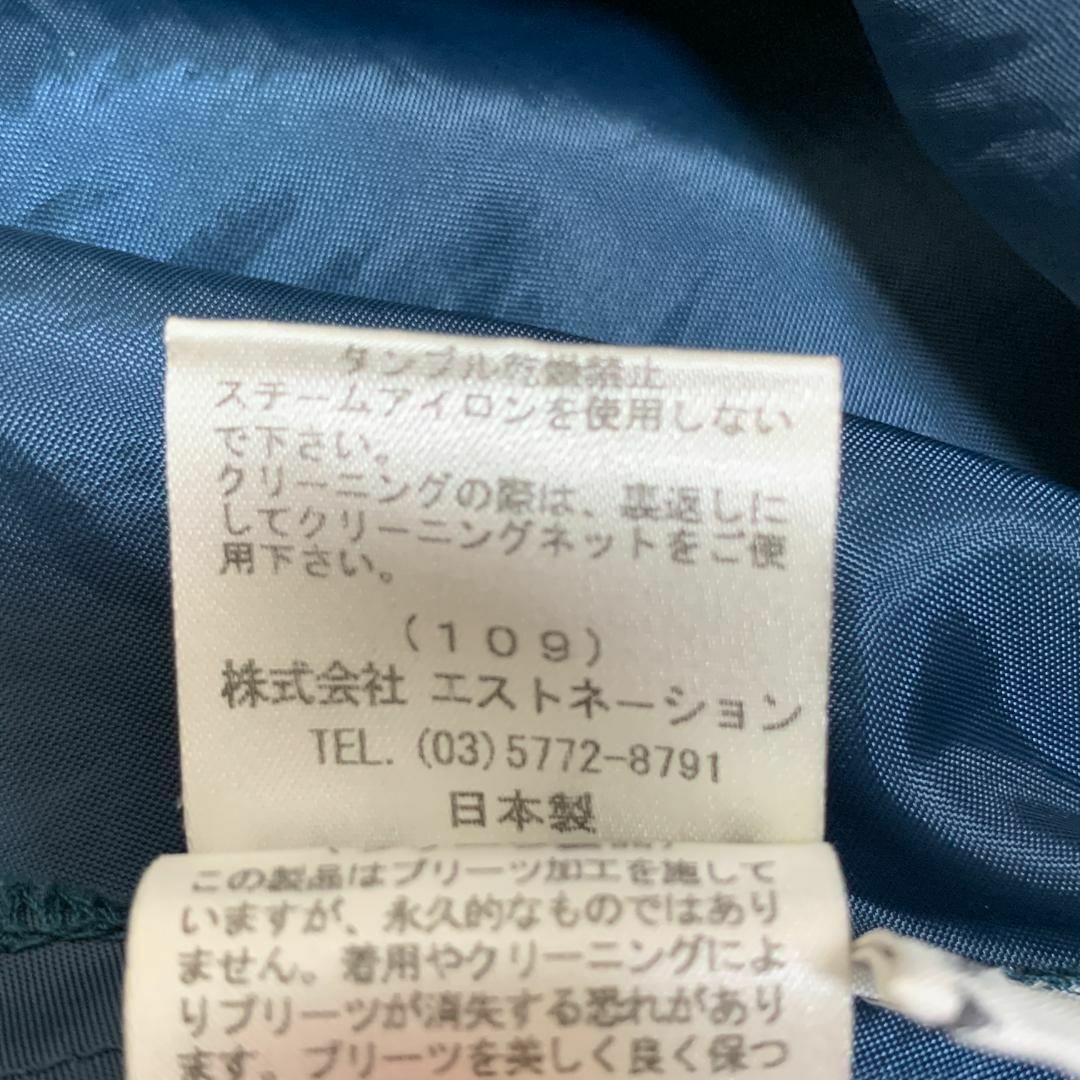 タンブル乾燥禁止
スチームアイロンを使用しない
で下さい。
クリーニングの際は、裏返しに
してクリーニングネットをご使
用下さい。
(109)
株式会社 エストネーション
TEL. (03)5772-8791
日本製
この製品はプリーツ加工を施して
いますが、永久的なものではあり
ません。着用やクリーニングによ
りプリーツが消失する恐れがあり
ます。プリーツを美しく良く保つ